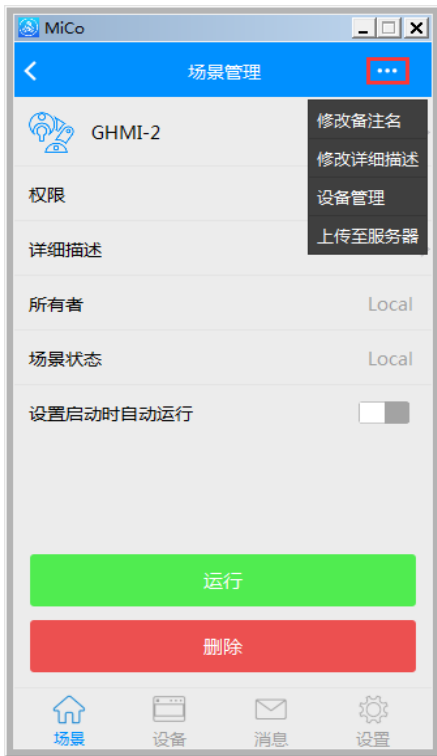 MiCo
场景管理
GHMI-2
修改备注名
修改详细描述
设备管理
上传至服务器
权限
详细描述
所有者 Local
场景状态 Local
设置启动时自动运行
运行
删除
场景 设备 消息 设置